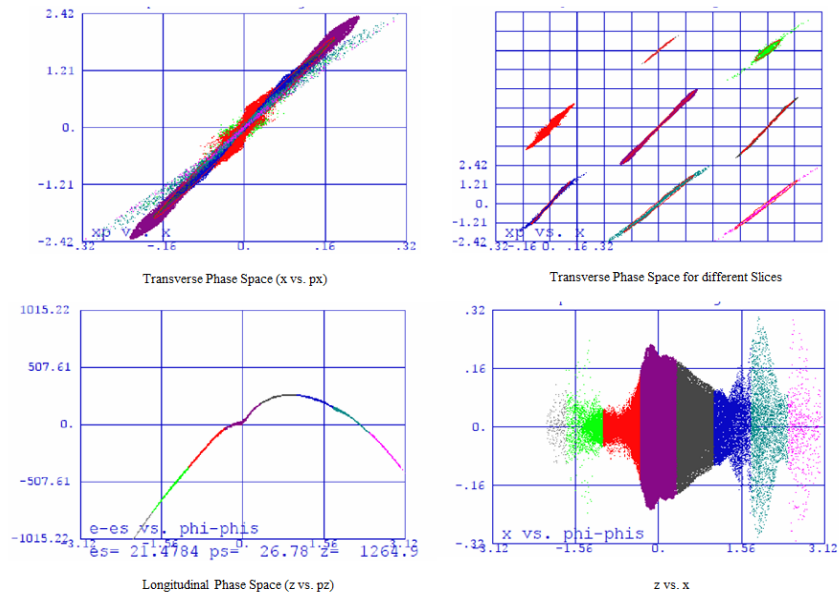 2.42
1.21
0.
-1.21
-2.42
xp vs. x
-.32 -.16 0. .16 .32
Transverse Phase Space (x vs. px)
2.42
1.21
0.
-1.21
-2.42
xp vs. x
-.32 -.16 0. .16 .32
Transverse Phase Space for different Slices
1015.22
507.61
0.
-507.61
-1015.22
e-es vs. phi-phis
-3.12 -1.56 0. 1.56 3.12
es= 21.4784 ps= 26.78 z= 1264.9
Longitudinal Phase Space (z vs. pz)
.32
.16
0.
-.16
-.32
x vs. phi-phis
-3.12 -1.56 0. 1.56 3.12
z vs. x